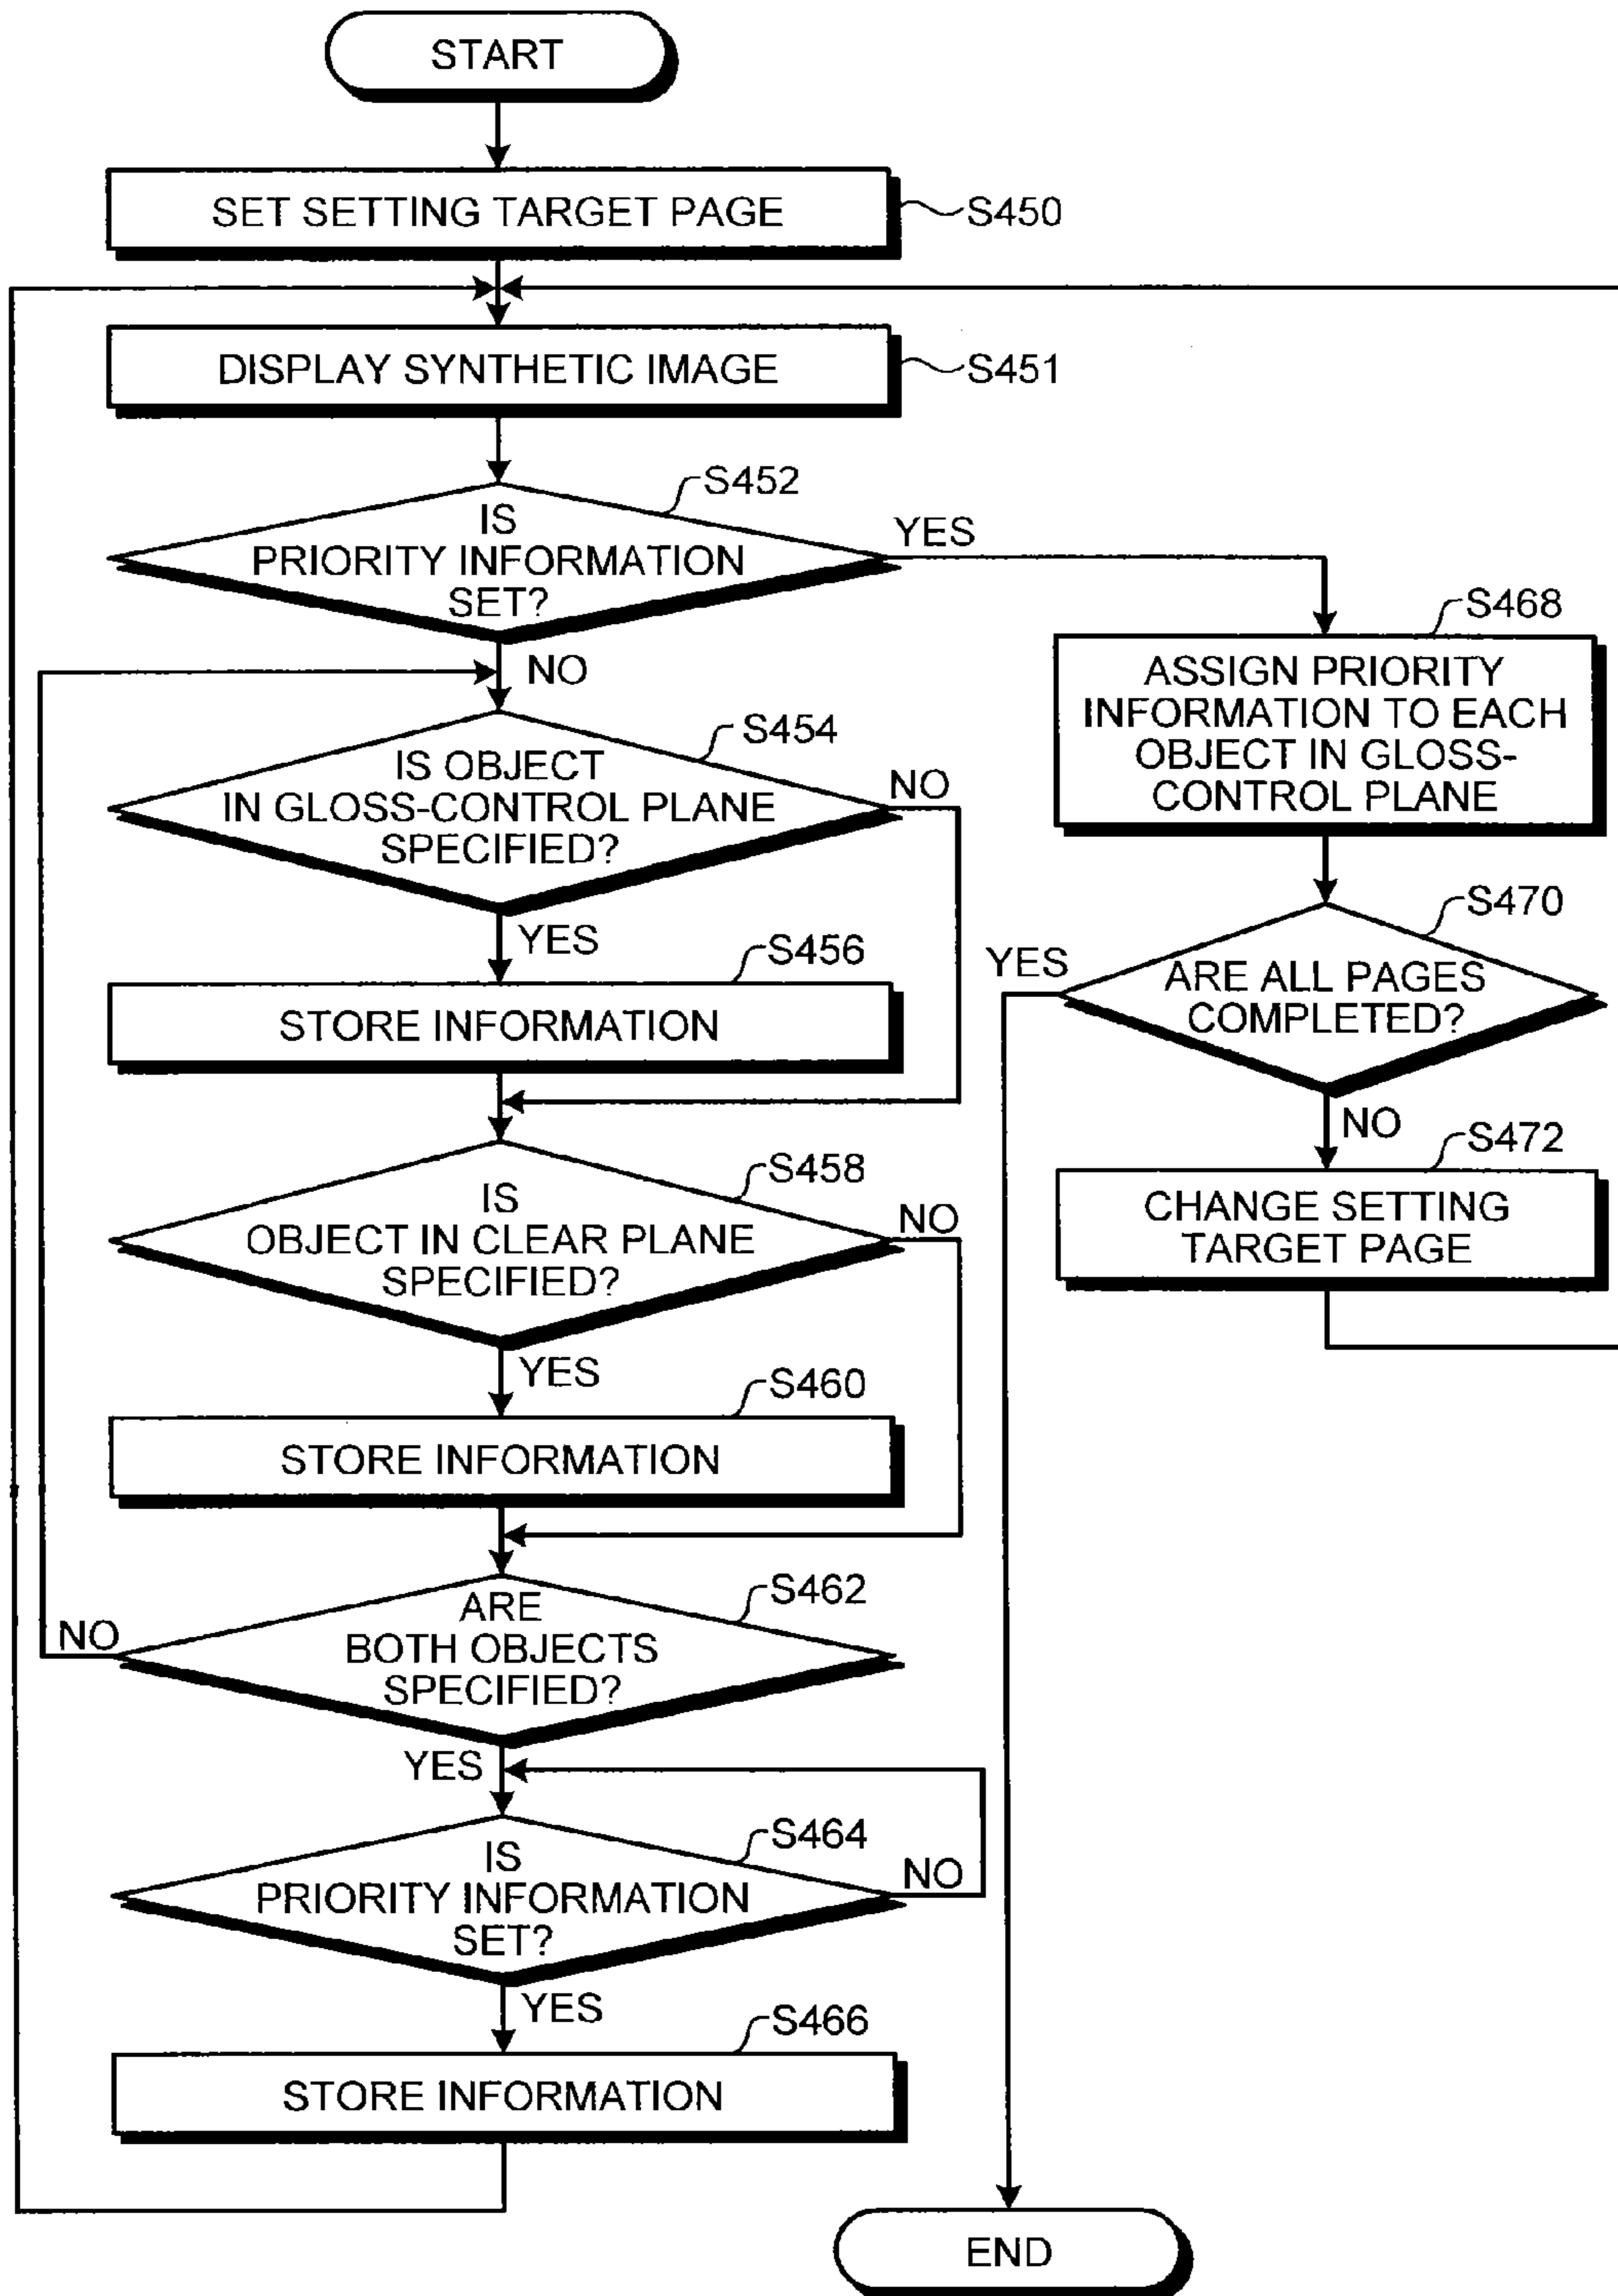 START
SET SETTING TARGET PAGE
S450
DISPLAY SYNTHETIC IMAGE
S451
S452
IS
PRIORITY INFORMATION
SET?
YES
NO
S454
IS OBJECT
IN GLOSS-CONTROL PLANE
SPECIFIED?
NO
YES
S456
STORE INFORMATION
S458
IS
OBJECT IN CLEAR PLANE
SPECIFIED?
NO
YES
S460
STORE INFORMATION
S462
ARE
BOTH OBJECTS
SPECIFIED?
NO
YES
S464
IS
PRIORITY INFORMATION
SET?
NO
YES
S466
STORE INFORMATION
S468
ASSIGN PRIORITY
INFORMATION TO EACH
OBJECT IN GLOSS-
CONTROL PLANE
S470
YES
ARE ALL PAGES
COMPLETED?
NO
S472
CHANGE SETTING
TARGET PAGE
END